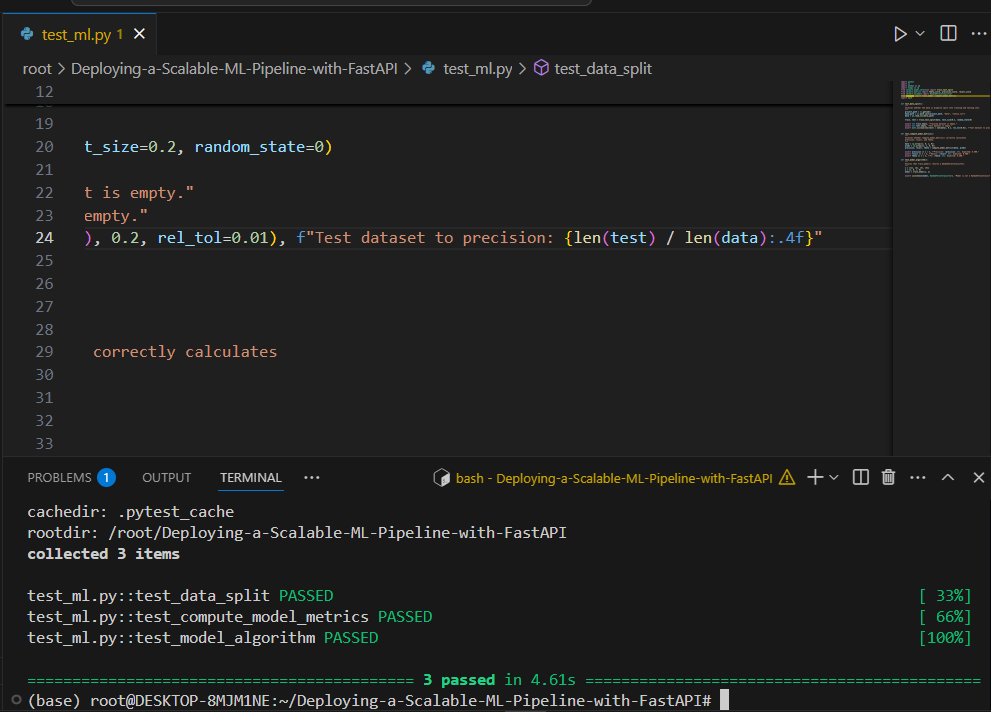 test_ml.py 1
root > Deploying-a-Scalable-ML-Pipeline-with-FastAPI > test_ml.py > test_data_split
12
19
20 t_size=0.2, random_state=0)
21
22 t is empty."
23 empty."
24 ), 0.2, rel_tol=0.01), f"Test dataset to precision: {len(test) / len(data):.4f}"
25
26
27
28
29 correctly calculates
30
31
32
33
PROBLEMS 1 OUTPUT TERMINAL ··· bash - Deploying-a-Scalable-ML-Pipeline-with-FastAPI
cachedir: .pytest_cache
rootdir: /root/Deploying-a-Scalable-ML-Pipeline-with-FastAPI
collected 3 items
test_ml.py::test_data_split PASSED [ 33%]
test_ml.py::test_compute_model_metrics PASSED [ 66%]
test_ml.py::test_model_algorithm PASSED [100%]
========================================== 3 passed in 4.61s ===========================================
(base) root@DESKTOP-8MJM1NE:~/Deploying-a-Scalable-ML-Pipeline-with-FastAPI#